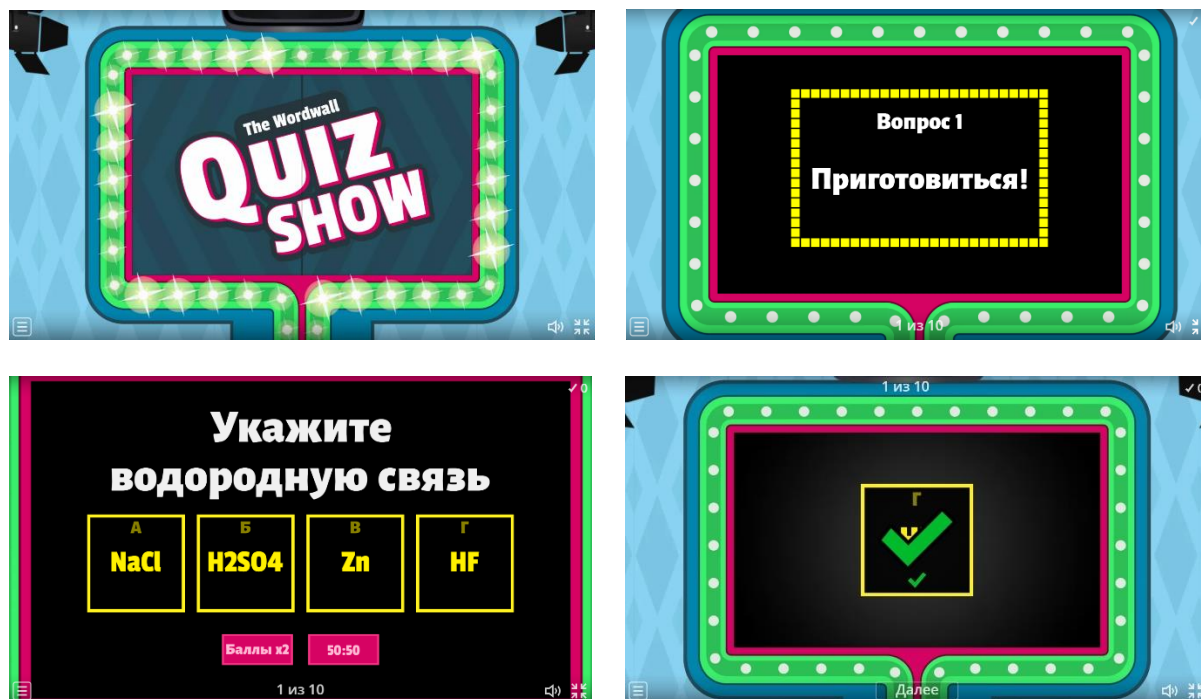 The Wordwall
QUIZ
SHOW
Вопрос 1
Приготовиться!
1 из 10
✓0
Укажите
водородную связь
А
Б
В
Г
NaCl
H2SO4
Zn
HF
Баллы x2
50:50
1 из 10
1 из 10
Г
Далее